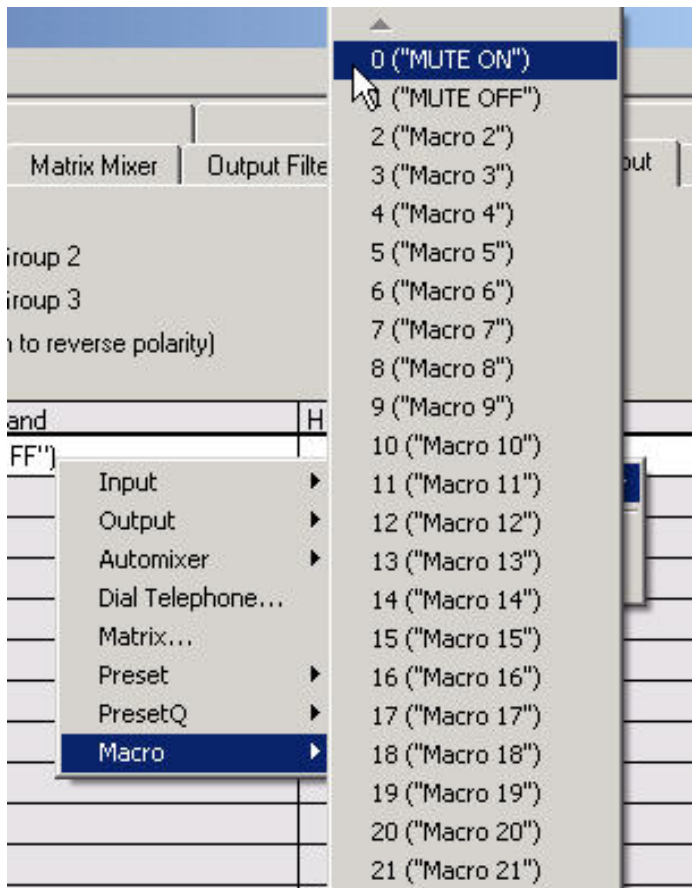 Matrix Mixer
Output Filte
out
Group 2
Group 3
n to reverse polarity)
and
H
FF")
Input
Output
Automixer
Dial Telephone...
Matrix...
Preset
PresetQ
Macro
0 ("MUTE ON")
1 ("MUTE OFF")
2 ("Macro 2")
3 ("Macro 3")
4 ("Macro 4")
5 ("Macro 5")
6 ("Macro 6")
7 ("Macro 7")
8 ("Macro 8")
9 ("Macro 9")
10 ("Macro 10")
11 ("Macro 11")
12 ("Macro 12")
13 ("Macro 13")
14 ("Macro 14")
15 ("Macro 15")
16 ("Macro 16")
17 ("Macro 17")
18 ("Macro 18")
19 ("Macro 19")
20 ("Macro 20")
21 ("Macro 21")